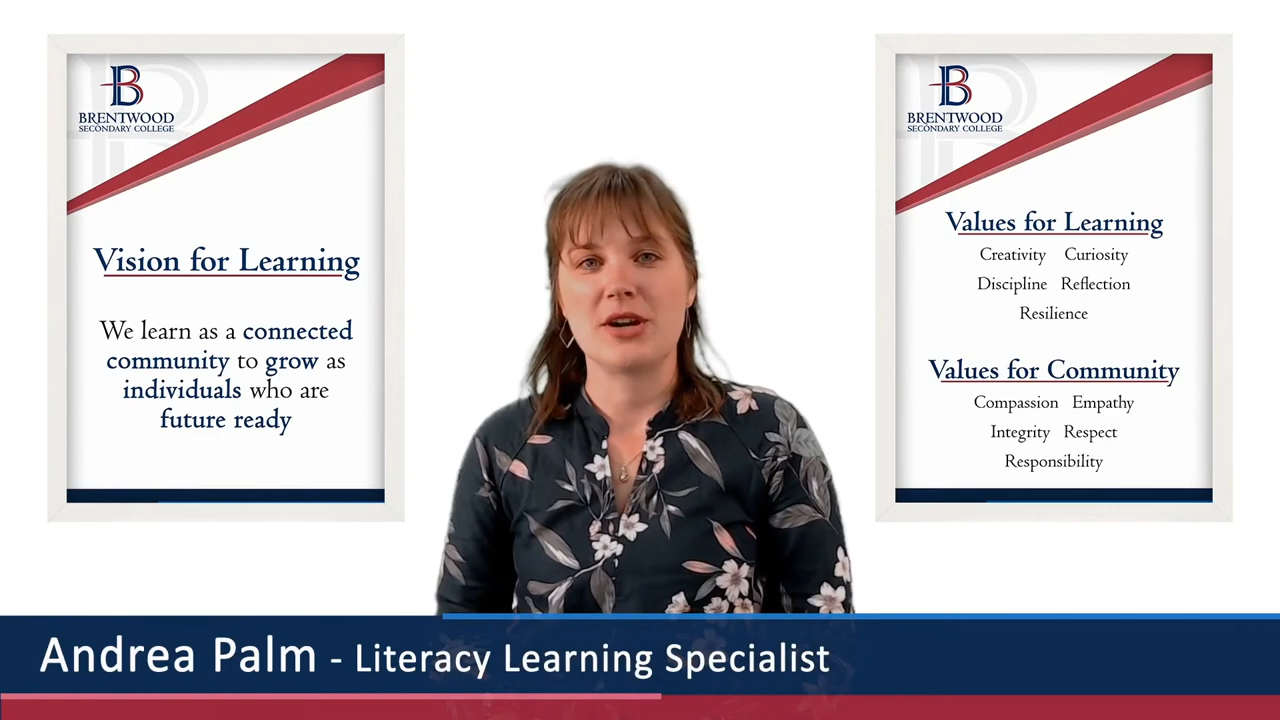 B
BRENTWOOD
SECONDARY COLLEGE
Vision for Learning
We learn as a connected
community to grow as
individuals who are
future ready
B
BRENTWOOD
SECONDARY COLLEGE
Values for Learning
Creativity Curiosity
Discipline Reflection
Resilience
Values for Community
Compassion Empathy
Integrity Respect
Responsibility
Andrea Palm - Literacy Learning Specialist